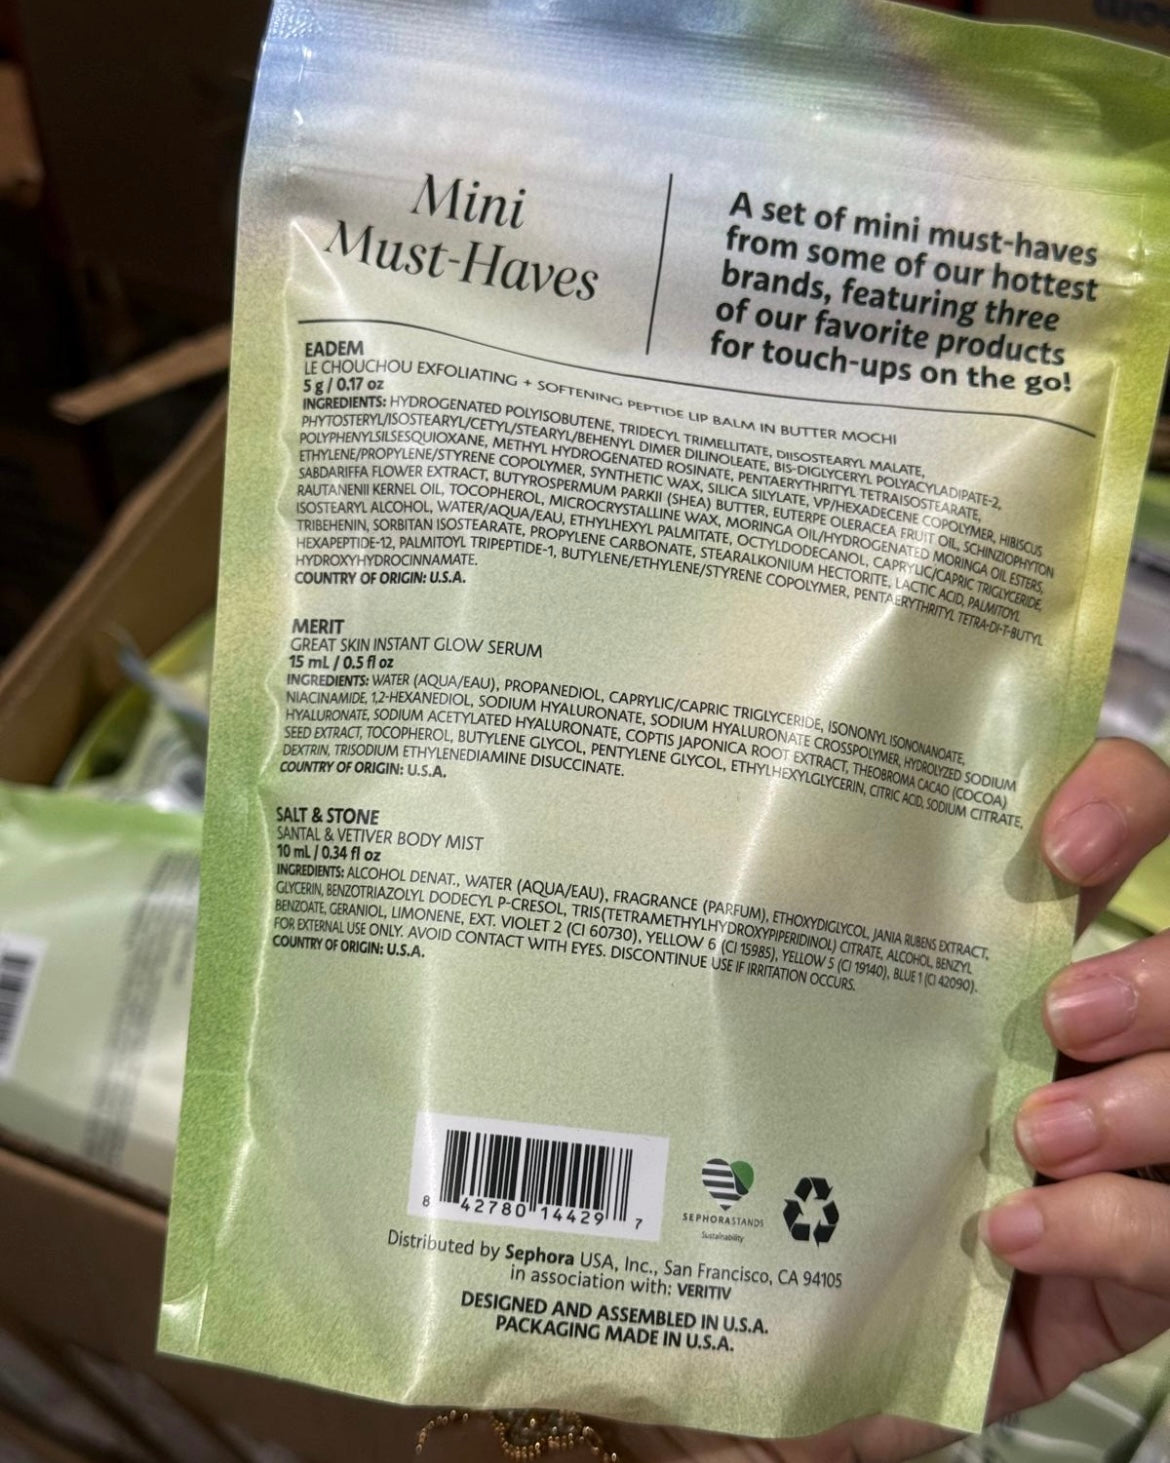 Mini
Must-Haves
A set of mini must-haves
from some of our hottest
brands, featuring three
of our favorite products
for touch-ups on the go!
EADEM
LE CHOUCHOU EXFOLIATING + SOFTENING PEPTIDE LIP BALM IN BUTTER MOCHI
5 g / 0.17 oz
INGREDIENTS: HYDROGENATED POLYISOBUTENE, TRIDECYL TRIMELLITATE, DIISOSTEARYL MALATE,
PHYTOSTERYL/ISOSTEARYL/CETYL/STEARYL/BEHENYL DIMER DILINOLEATE, BIS-DIGLYCERYL POLYACYLADIPATE-2,
POLYPHENYLSILSESQUIOXANE, METHYL HYDROGENATED ROSINATE, PENTAERYTHRITYL TETRAISOSTEARATE,
ETHYLENE/PROPYLENE/STYRENE COPOLYMER, SYNTHETIC WAX, SILICA SILYLATE, VP/HEXADECENE COPOLYMER, HIBISCUS
SABDARIFFA FLOWER EXTRACT, BUTYROSPERMUM PARKII (SHEA) BUTTER, EUTERPE OLERACEA FRUIT OIL, SCHINZIOPHYTON
RAUTANENII KERNEL OIL, TOCOPHEROL, MICROCRYSTALLINE WAX, MORINGA OIL/HYDROGENATED MORINGA OIL ESTERS,
ISOSTEARYL ALCOHOL, WATER/AQUA/EAU, ETHYLHEXYL PALMITATE, OCTYLDODECANOL, CAPRYLIC/CAPRIC TRIGLYCERIDE,
TRIBEHENIN, SORBITAN ISOSTEARATE, PROPYLENE CARBONATE, STEARALKONIUM HECTORITE, LACTIC ACID, PALMITOYL
HEXAPEPTIDE-12, PALMITOYL TRIPEPTIDE-1, BUTYLENE/ETHYLENE/STYRENE COPOLYMER, PENTAERYTHRITYL TETRA-DI-T-BUTYL
HYDROXYHYDROCINNAMATE.
COUNTRY OF ORIGIN: U.S.A.
MERIT
GREAT SKIN INSTANT GLOW SERUM
15 mL / 0.5 fl oz
INGREDIENTS: WATER (AQUA/EAU), PROPANEDIOL, CAPRYLIC/CAPRIC TRIGLYCERIDE, ISONONYL ISONONANOATE,
NIACINAMIDE, 1,2-HEXANEDIOL, SODIUM HYALURONATE, SODIUM HYALURONATE CROSSPOLYMER, HYDROLYZED SODIUM
HYALURONATE, SODIUM ACETYLATED HYALURONATE, COPTIS JAPONICA ROOT EXTRACT, THEOBROMA CACAO (COCOA)
SEED EXTRACT, TOCOPHEROL, BUTYLENE GLYCOL, PENTYLENE GLYCOL, ETHYLHEXYLGLYCERIN, CITRIC ACID, SODIUM CITRATE,
DEXTRIN, TRISODIUM ETHYLENEDIAMINE DISUCCINATE.
COUNTRY OF ORIGIN: U.S.A.
SALT & STONE
SANTAL & VETIVER BODY MIST
10 mL / 0.34 fl oz
INGREDIENTS: ALCOHOL DENAT., WATER (AQUA/EAU), FRAGRANCE (PARFUM), ETHOXYDIGLYCOL, JANIA RUBENS EXTRACT,
GLYCERIN, BENZOTRIAZOLYL DODECYL P-CRESOL, TRIS(TETRAMETHYLHYDROXYPIPERIDINOL) CITRATE, ALCOHOL, BENZYL
BENZOATE, GERANIOL, LIMONENE, EXT. VIOLET 2 (CI 60730), YELLOW 6 (CI 15985), YELLOW 5 (CI 19140), BLUE 1 (CI 42090).
FOR EXTERNAL USE ONLY. AVOID CONTACT WITH EYES. DISCONTINUE USE IF IRRITATION OCCURS.
COUNTRY OF ORIGIN: U.S.A.
8 42780 14429 7
SEPHORA STANDS
Sustainability
Distributed by Sephora USA, Inc., San Francisco, CA 94105
in association with: VERITIV
DESIGNED AND ASSEMBLED IN U.S.A.
PACKAGING MADE IN U.S.A.